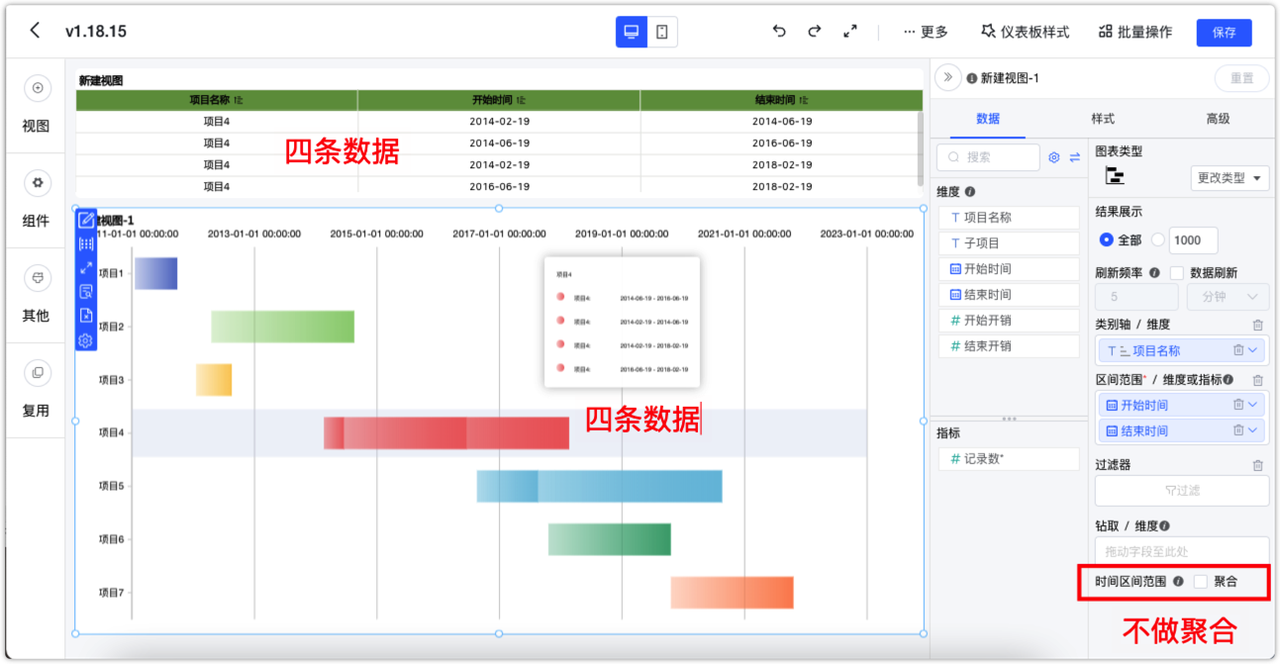 v1.18.15
更多
仪表板样式
批量操作
保存
视图
组件
其他
复用
新建视图
项目名称 开始时间 结束时间
项目4 2014-02-19 2014-06-19
项目4 2014-06-19 2016-06-19
项目4 2014-02-19 2018-02-19
项目4 2016-06-19 2018-02-19
四条数据
视图-1
11-01-01 00:00:00 2013-01-01 00:00:00 2015-01-01 00:00:00 2017-01-01 00:00:00 2019-01-01 00:00:00 2021-01-01 00:00:00 2023-01-01 00:00:00
项目1
项目2
项目3
项目4
项目5
项目6
项目7
项目4
项目4: 2014-06-19 - 2016-06-19
项目4: 2014-02-19 - 2014-06-19
项目4: 2014-02-19 - 2018-02-19
项目4: 2016-06-19 - 2018-02-19
四条数据
新建视图-1
重置
数据
样式
高级
搜索
维度
T 项目名称
T 子项目
开始时间
结束时间
# 开始开销
# 结束开销
指标
# 记录数*
图表类型
更改类型
结果展示
全部 1000
刷新频率 数据刷新
5 分钟
类别轴 / 维度
T 项目名称
区间范围* / 维度或指标
开始时间
结束时间
过滤器
过滤
钻取 / 维度
拖动字段至此处
时间区间范围 聚合
不做聚合